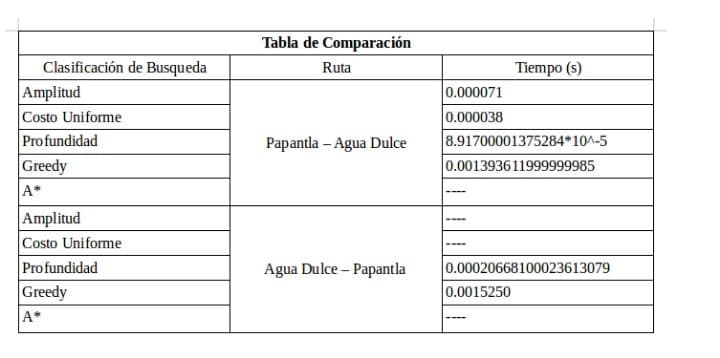 Tabla de Comparación
Clasificación de Busqueda Ruta Tiempo (s)
Amplitud 0.000071
Costo Uniforme 0.000038
Profundidad Papantla – Agua Dulce 8.91700001375284*10^-5
Greedy 0.001393611999999985
A* ----
Amplitud ----
Costo Uniforme ----
Profundidad Agua Dulce – Papantla 0.00020668100023613079
Greedy 0.0015250
A* ----